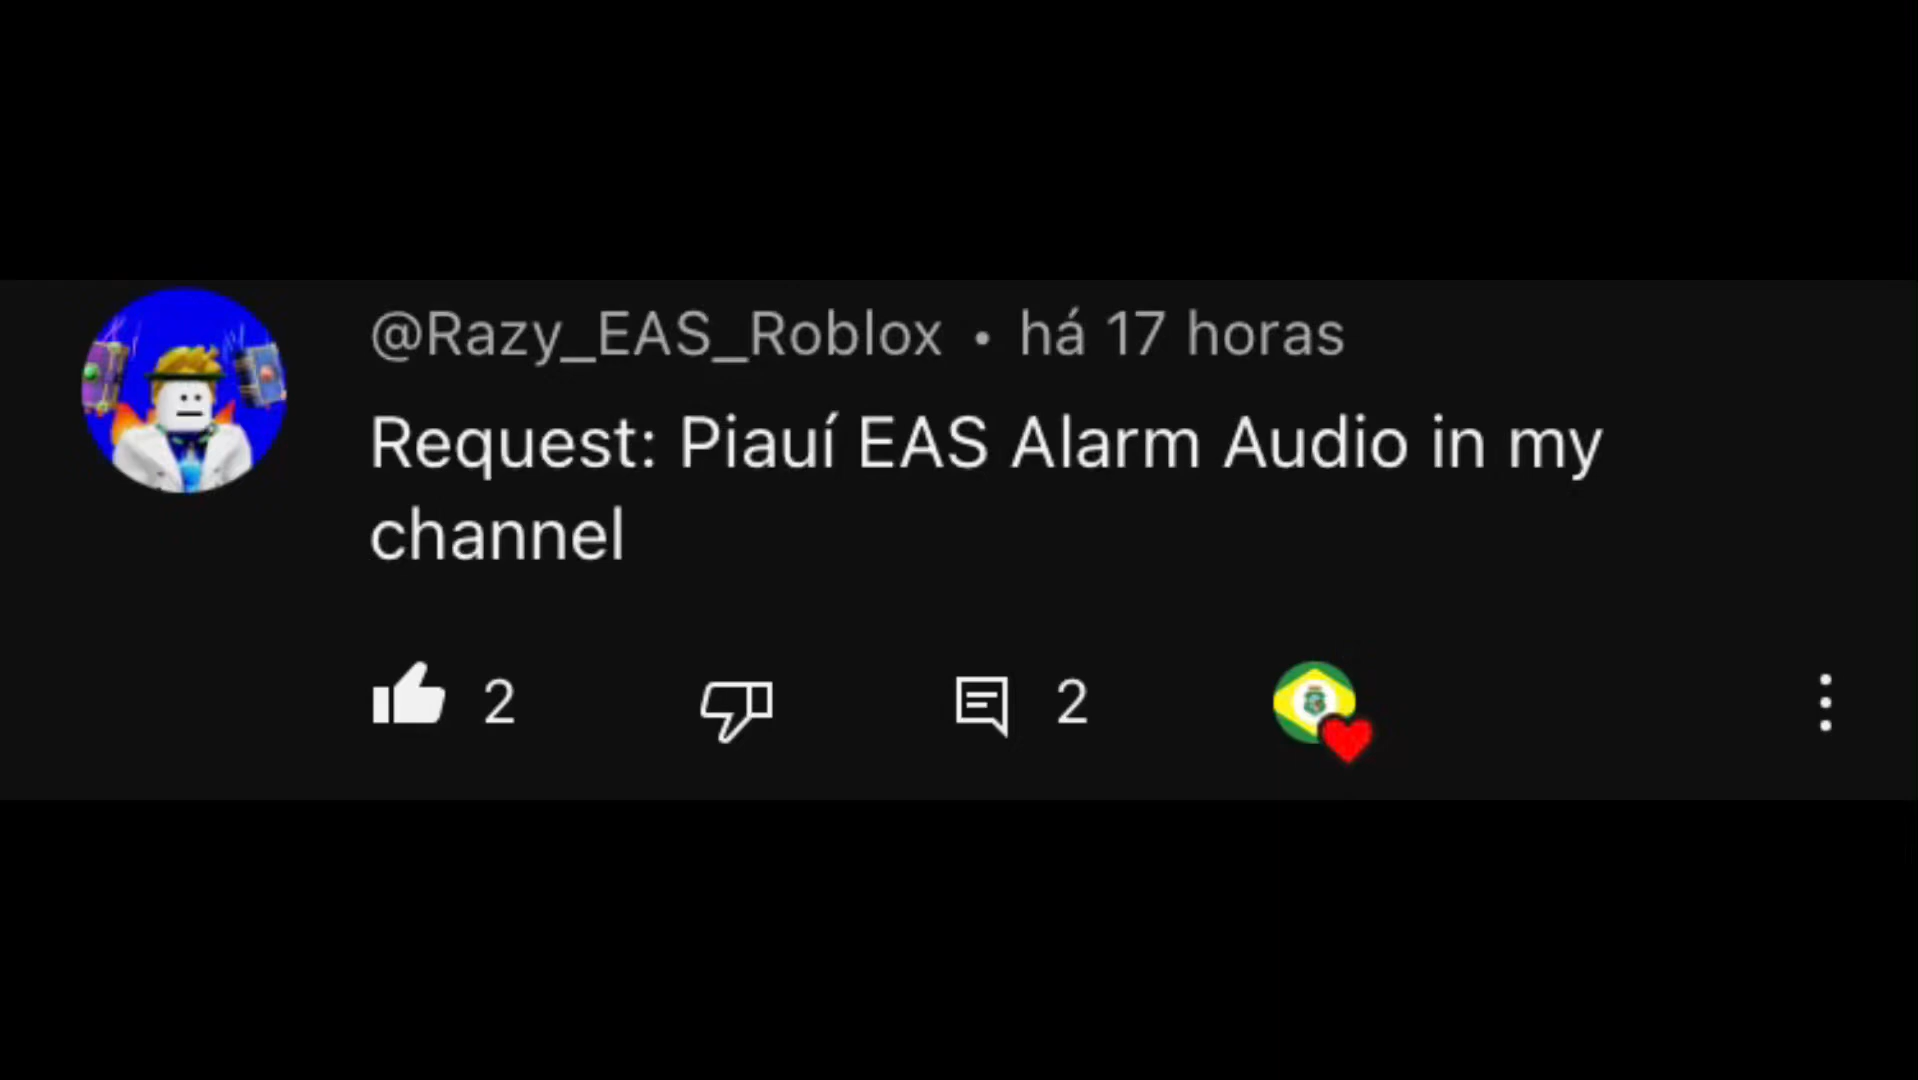 @Razy_EAS_Roblox • há 17 horas
Request: Piauí EAS Alarm Audio in my
channel
2 2